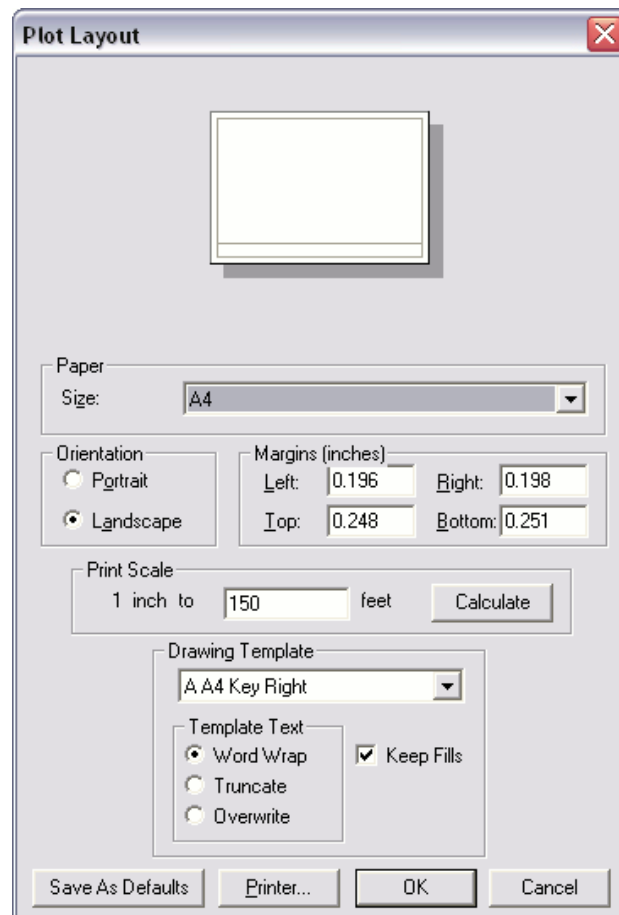 Plot Layout
Paper
Size: A4
Orientation
Portrait
Landscape
Margins (inches)
Left: 0.196 Right: 0.198
Top: 0.248 Bottom: 0.251
Print Scale
1 inch to 150 feet Calculate
Drawing Template
A A4 Key Right
Template Text
Word Wrap
Truncate
Overwrite
Keep Fills
Save As Defaults Printer... OK Cancel